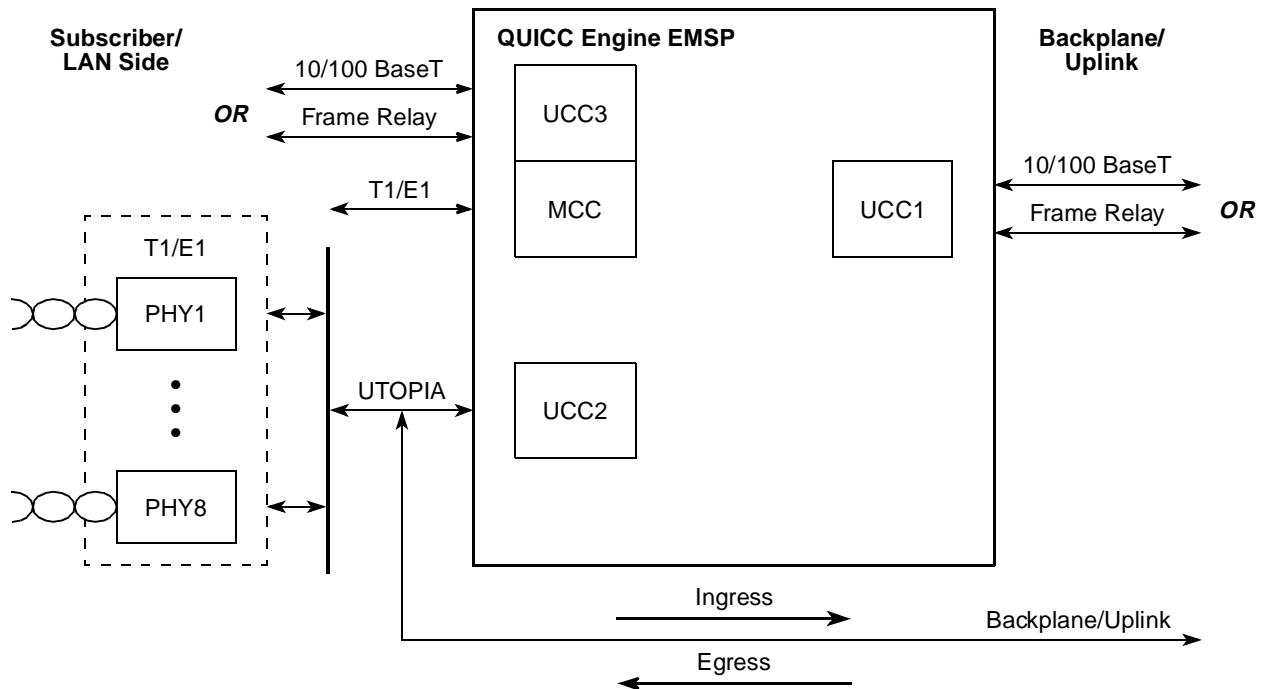 Subscriber/
LAN Side
QUICC Engine EMSP
Backplane/
Uplink
10/100 BaseT
OR
Frame Relay
UCC3
T1/E1
MCC
UCC1
10/100 BaseT
Frame Relay
OR
T1/E1
PHY1
UTOPIA
UCC2
PHY8
Ingress
Backplane/Uplink
Egress